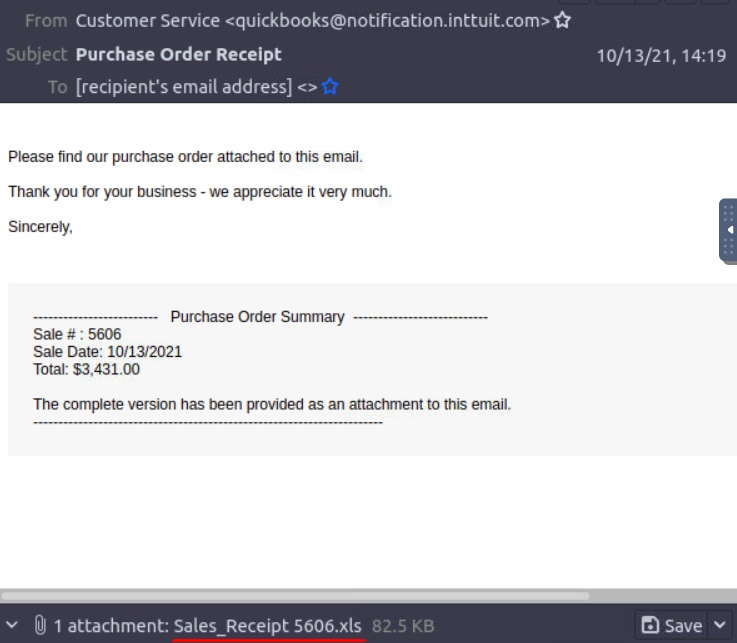 From Customer Service <quickbooks@notification.inttuit.com>
Subject Purchase Order Receipt 10/13/21, 14:19
To [recipient's email address] <>
Please find our purchase order attached to this email.
Thank you for your business - we appreciate it very much.
Sincerely,
------------------------- Purchase Order Summary ---------------------------
Sale # : 5606
Sale Date: 10/13/2021
Total: $3,431.00
The complete version has been provided as an attachment to this email.
----------------------------------------------------------------------
1 attachment: Sales_Receipt 5606.xls 82.5 KB Save